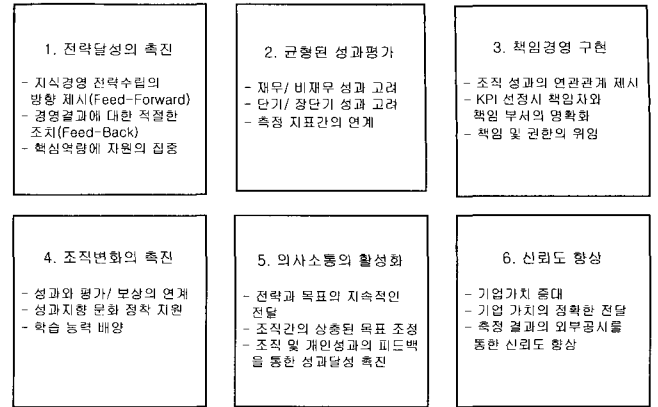 1. 전략달성의 촉진
- 지식경영 전략수립의
방향 제시(Feed-Forward)
- 경영결과에 대한 적절한
조치(Feed-Back)
- 핵심역량에 자원의 집중
2. 균형된 성과평가
- 재무/ 비재무 성과 고려
- 단기/ 장단기 성과 고려
- 측정 지표간의 연계
3. 책임경영 구현
- 조직 성과의 연관관계 제시
- KPI 선정시 책임자와
책임 부서의 명확화
- 책임 및 권한의 위임
4. 조직변화의 촉진
- 성과와 평가/ 보상의 연계
- 성과지향 문화 정착 지원
- 학습 능력 배양
5. 의사소통의 활성화
- 전략과 목표의 지속적인
전달
- 조직간의 상충된 목표 조정
- 조직 및 개인성과의 피드백
을 통한 성과달성 촉진
6. 신뢰도 향상
- 기업가치 증대
- 기업 가치의 정확한 전달
- 측정 결과의 외부공시를
통한 신뢰도 향상